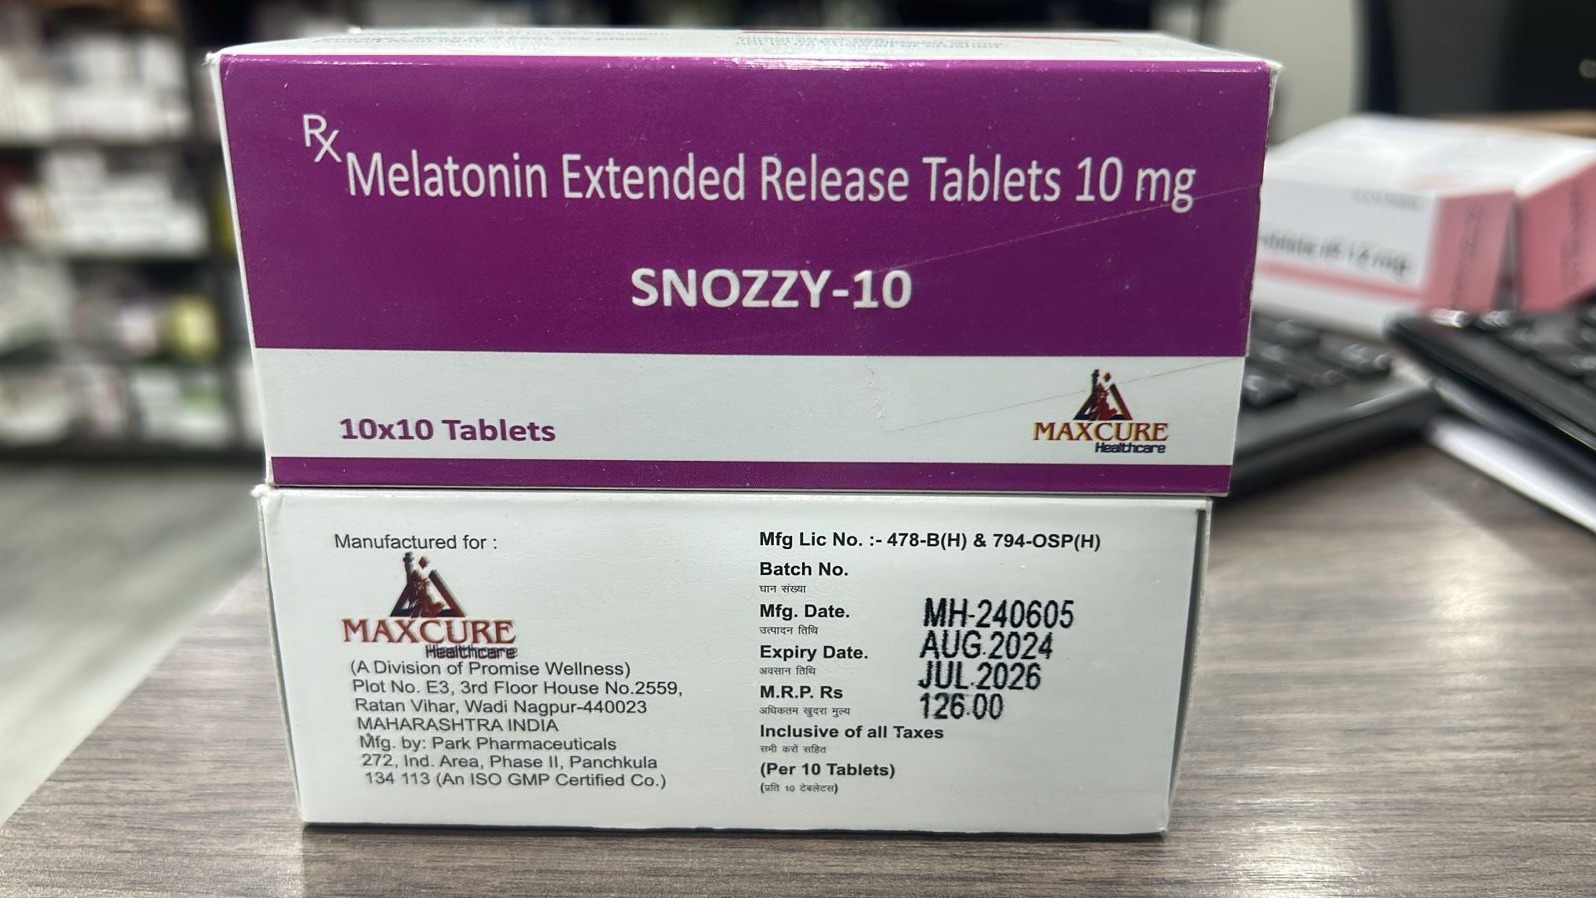 Rx
Melatonin Extended Release Tablets 10 mg
SNOZZY-10
10x10 Tablets
MAXCURE
Healthcare
Manufactured for :
MAXCURE
Healthcare
(A Division of Promise Wellness)
Plot No. E3, 3rd Floor House No.2559,
Ratan Vihar, Wadi Nagpur-440023
MAHARASHTRA INDIA
Mfg. by: Park Pharmaceuticals
272, Ind. Area, Phase II, Panchkula
134 113 (An ISO GMP Certified Co.)
Mfg Lic No. :- 478-B(H) & 794-OSP(H)
Batch No.
घान संख्या
Mfg. Date.
उत्पादन तिथि
Expiry Date.
अवसान तिथि
M.R.P. Rs
अधिकतम खुदरा मुल्य
Inclusive of all Taxes
सभी करों सहित
(Per 10 Tablets)
(प्रति 10 टेबलेटस)
MH-240605
AUG.2024
JUL.2026
126.00